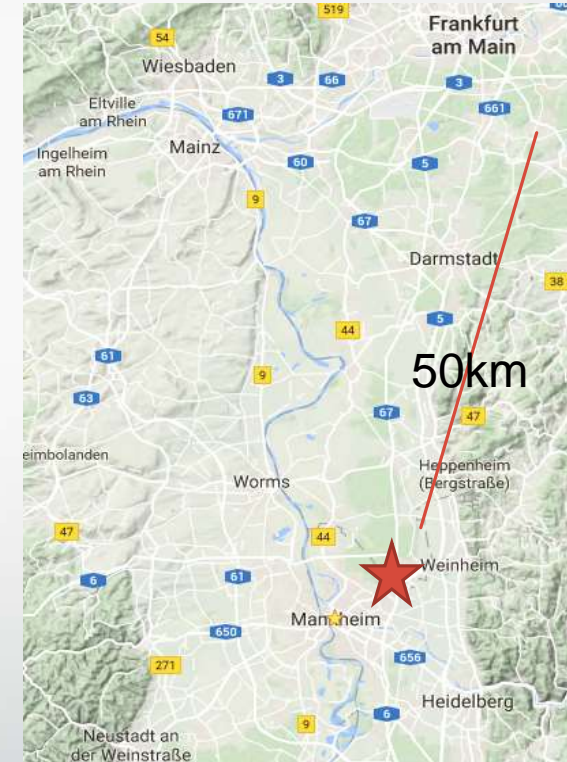 519
Frankfurt
am Main
54
Wiesbaden
3
66
3
Eltville
am Rhein
671
661
Ingelheim
am Rhein
Mainz
60
5
9
67
Darmstadt
38
5
44
61
50km
9
63
67
47
eimbolanden
Heppenheim
(Bergstraße)
Worms
47
44
Weinheim
6
61
Mannheim
650
656
271
Heidelberg
6
9
Neustadt an
der Weinstraße